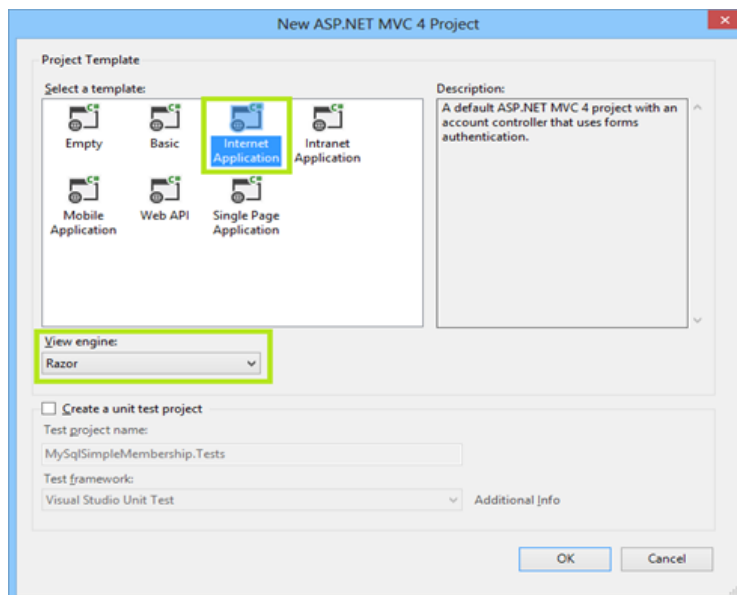 New ASP.NET MVC 4 Project
Project Template
Select a template:
Empty
Basic
Internet
Application
Intranet
Application
Mobile
Application
Web API
Single Page
Application
Description:
A default ASP.NET MVC 4 project with an
account controller that uses forms
authentication.
View engine:
Razor
Create a unit test project
Test project name:
MySqlSimpleMembership.Tests
Test framework:
Visual Studio Unit Test
Additional Info
OK
Cancel